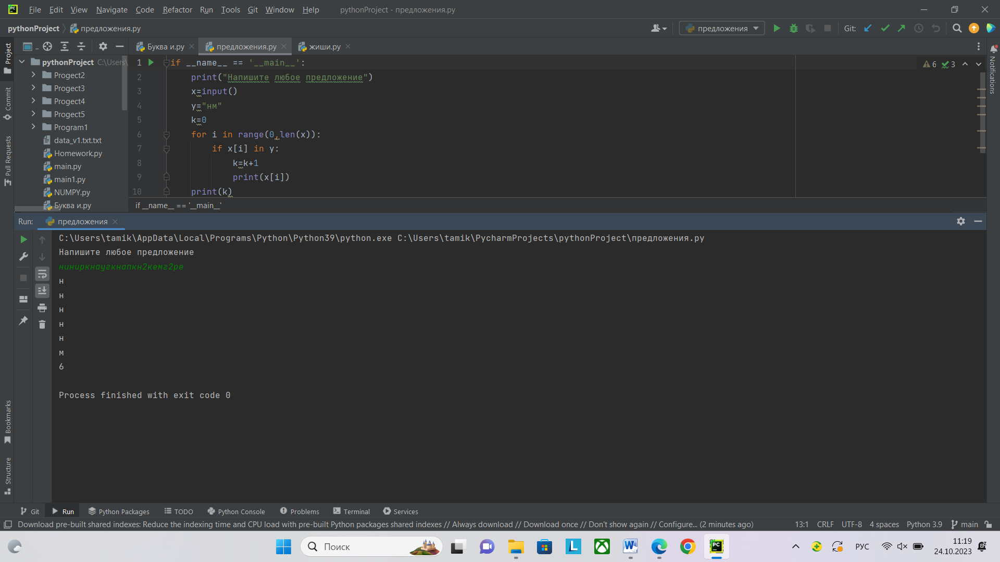 PC File Edit View Navigate Code Refactor Run Tools Git Window Help pythonProject - предложения.py
pythonProject предложения.py предложения Git:
Project .. Буква и.py предложения.py жиши.py
pythonProject C:\Users\
Progect2
Progect3
Progect4
Progect5
Program1
data_v1.txt.txt
Homework.py
main.py
main1.py
NUMPY.py
Буква и.py
Commit
Pull Requests
Bookmarks
Structure
Notifications
6 3
1 if __name__ == '__main__':
2 print("Напишите любое предложение")
3 x=input()
4 y="нм"
5 k=0
6 for i in range(0,len(x)):
7 if x[i] in y:
8 k=k+1
9 print(x[i])
10 print(k)
if __name__ == '__main__'
Run: предложения
C:\Users\tamik\AppData\Local\Programs\Python\Python39\python.exe C:\Users\tamik\PycharmProjects\pythonProject\предложения.py
Напишите любое предложение
ниниркнаугкнапкн2кемг2ре
н
н
н
н
н
м
6
Process finished with exit code 0
Git Run Python Packages TODO Python Console Problems Terminal Services
Download pre-built shared indexes: Reduce the indexing time and CPU load with pre-built Python packages shared indexes // Always download // Download once // Don't show again // Configure... (2 minutes ago) 13:1 CRLF UTF-8 4 spaces Python 3.9 main
Поиск L W PC РУС 11:19
24.10.2023